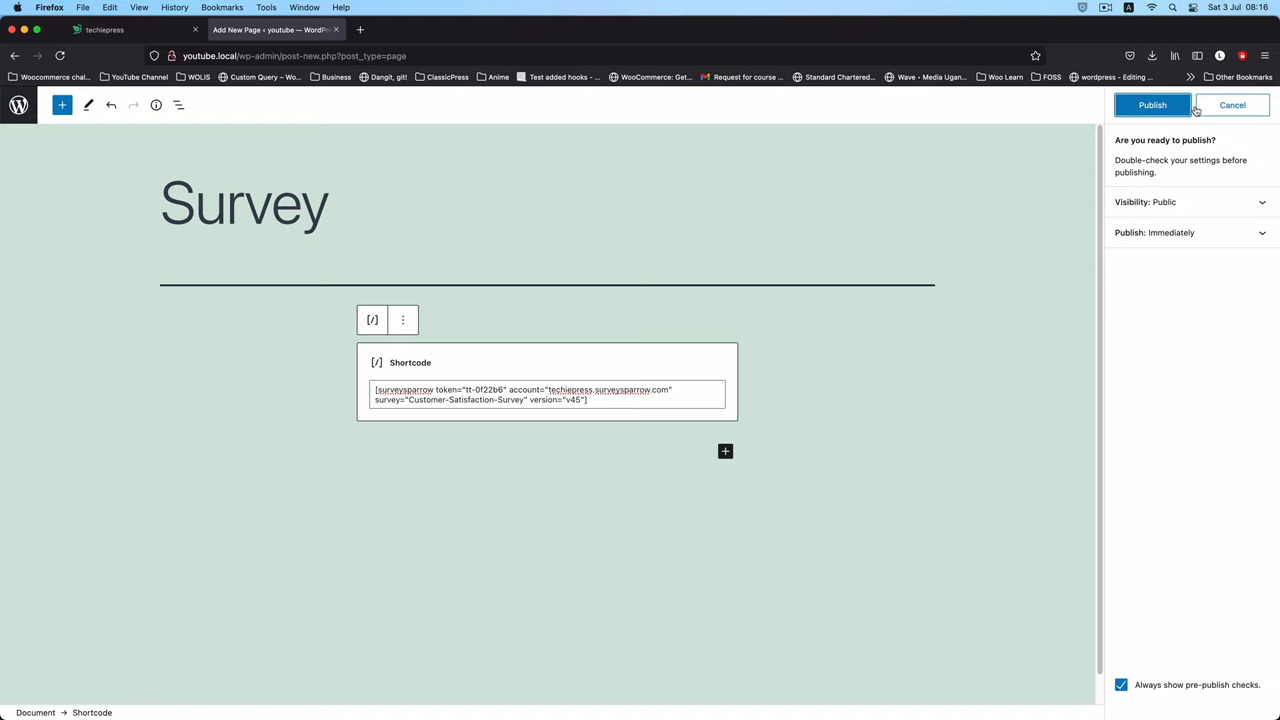 Firefox File Edit View History Bookmarks Tools Window Help A Sat 3 Jul 08:16
techiepress Add New Page ‹ youtube — WordPr
youtube.local/wp-admin/post-new.php?post_type=page
Woocommerce chal... YouTube Channel WOLIS Custom Query – Wo... Business Dangit, git! ClassicPress Anime Test added hooks - ... WooCommerce: Get... Request for course ... Standard Chartered... Wave • Media Ugan... Woo Learn FOSS wordpress - Editing ... Other Bookmarks
Publish Cancel
Are you ready to publish?
Double-check your settings before
publishing.
Visibility: Public
Publish: Immediately
Survey
[/]
[/] Shortcode
[surveysparrow token="tt-0f22b6" account="techiepress.surveysparrow.com"
survey="Customer-Satisfaction-Survey" version="v45"]
Always show pre-publish checks.
Document → Shortcode